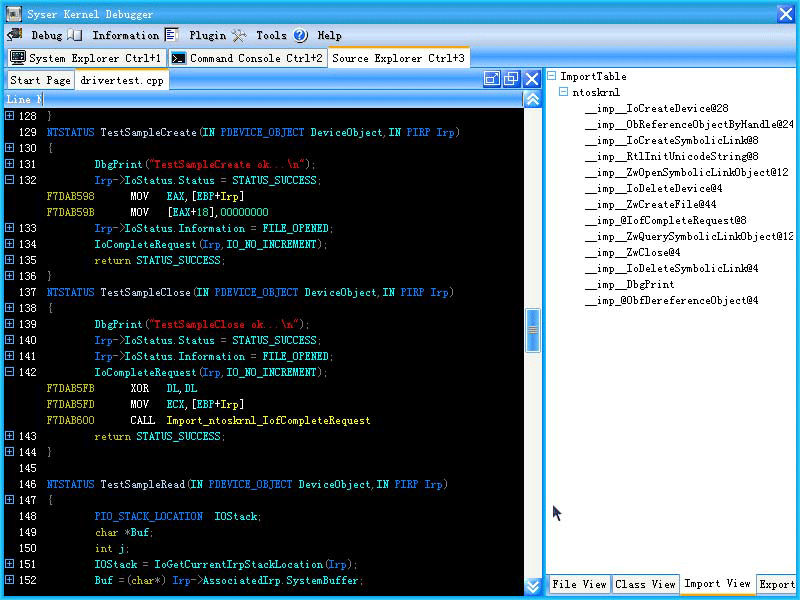 Syser Kernel Debugger
Debug Information Plugin Tools Help
System Explorer Ctrl+1 Command Console Ctrl+2 Source Explorer Ctrl+3
Start Page drivertest.cpp
Line N
128 }
129 NTSTATUS TestSampleCreate(IN PDEVICE_OBJECT DeviceObject,IN PIRP Irp)
130 {
131 DbgPrint("TestSampleCreate ok...\n");
132 Irp->IoStatus.Status = STATUS_SUCCESS;
F7DAB598 MOV EAX,[EBP+Irp]
F7DAB59B MOV [EAX+18],00000000
133 Irp->IoStatus.Information = FILE_OPENED;
134 IoCompleteRequest(Irp,IO_NO_INCREMENT);
135 return STATUS_SUCCESS;
136 }
137 NTSTATUS TestSampleClose(IN PDEVICE_OBJECT DeviceObject,IN PIRP Irp)
138 {
139 DbgPrint("TestSampleClose ok...\n");
140 Irp->IoStatus.Status = STATUS_SUCCESS;
141 Irp->IoStatus.Information = FILE_OPENED;
142 IoCompleteRequest(Irp,IO_NO_INCREMENT);
F7DAB5FB XOR DL,DL
F7DAB5FD MOV ECX,[EBP+Irp]
F7DAB600 CALL Import_ntoskrnl_IofCompleteRequest
143 return STATUS_SUCCESS;
144 }
145
146 NTSTATUS TestSampleRead(IN PDEVICE_OBJECT DeviceObject,IN PIRP Irp)
147 {
148 PIO_STACK_LOCATION IOStack;
149 char *Buf;
150 int j;
151 IOStack = IoGetCurrentIrpStackLocation(Irp);
152 Buf =(char*) Irp->AssociatedIrp.SystemBuffer;
ImportTable
ntoskrnl
__imp__IoCreateDevice@28
__imp__ObReferenceObjectByHandle@24
__imp__IoCreateSymbolicLink@8
__imp__RtlInitUnicodeString@8
__imp__ZwOpenSymbolicLinkObject@12
__imp__IoDeleteDevice@4
__imp__ZwCreateFile@44
__imp_@IofCompleteRequest@8
__imp__ZwQuerySymbolicLinkObject@12
__imp__ZwClose@4
__imp__IoDeleteSymbolicLink@4
__imp__DbgPrint
__imp_@ObfDereferenceObject@4
File View Class View Import View Export